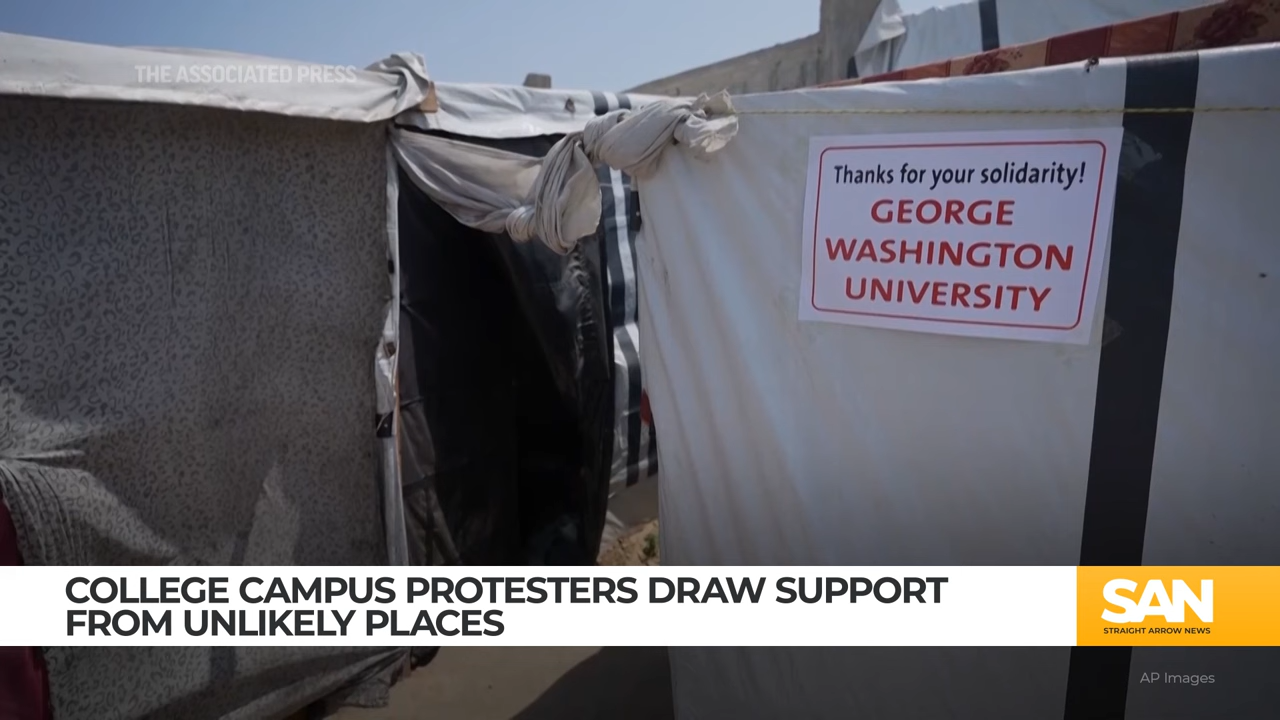 THE ASSOCIATED PRESS
Thanks for your solidarity!
GEORGE
WASHINGTON
UNIVERSITY
COLLEGE CAMPUS PROTESTERS DRAW SUPPORT
FROM UNLIKELY PLACES
SAN
STRAIGHT ARROW NEWS
AP Images